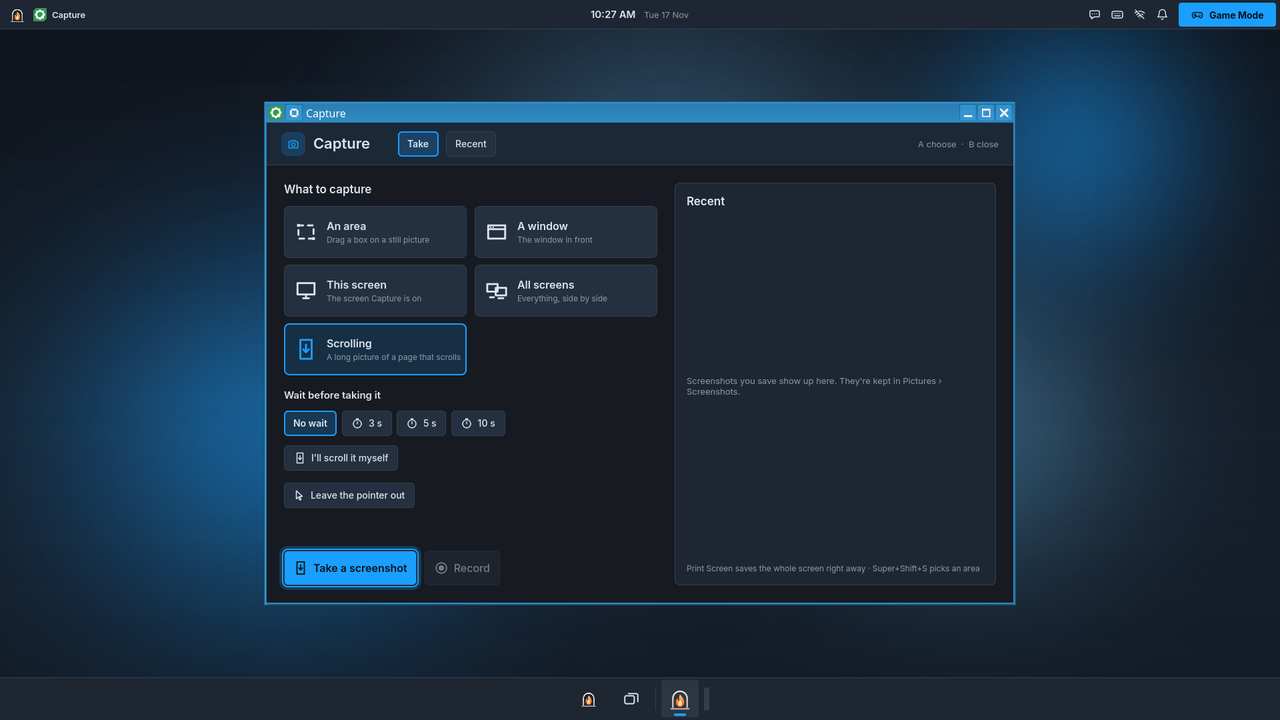 Capture
10:27 AM Tue 17 Nov
Game Mode
Capture
Capture
Take
Recent
A choose · B close
What to capture
An area
Drag a box on a still picture
A window
The window in front
This screen
The screen Capture is on
All screens
Everything, side by side
Scrolling
A long picture of a page that scrolls
Wait before taking it
No wait
3 s
5 s
10 s
I'll scroll it myself
Leave the pointer out
Take a screenshot
Record
Recent
Screenshots you save show up here. They're kept in Pictures ›
Screenshots.
Print Screen saves the whole screen right away · Super+Shift+S picks an area